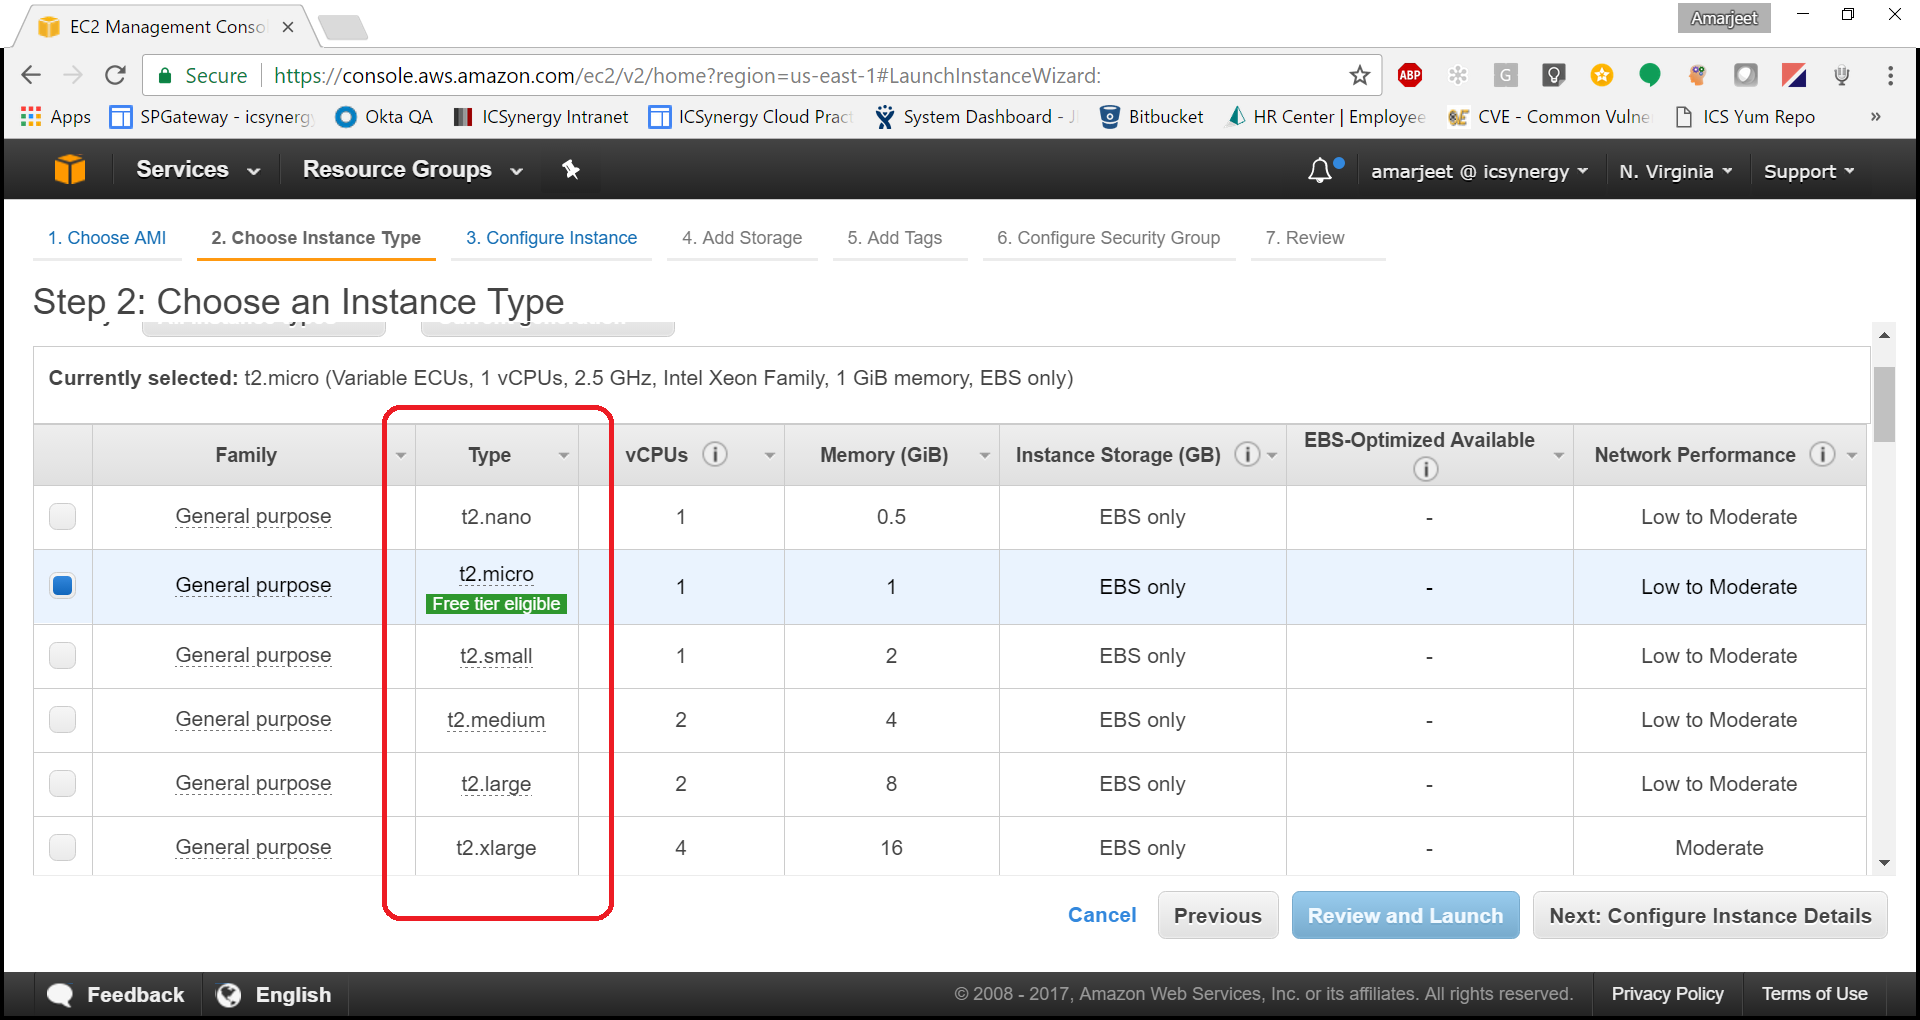 EC2 Management Conso
Amarjeet
Secure https://console.aws.amazon.com/ec2/v2/home?region=us-east-1#LaunchInstanceWizard:
ABP
G
Apps SPGateway - icsynergy Okta QA ICSynergy Intranet ICSynergy Cloud Pract System Dashboard - J Bitbucket HR Center | Employee CVE - Common Vulne ICS Yum Repo »
Services Resource Groups amarjeet @ icsynergy N. Virginia Support
1. Choose AMI 2. Choose Instance Type 3. Configure Instance 4. Add Storage 5. Add Tags 6. Configure Security Group 7. Review
Step 2: Choose an Instance Type
Currently selected: t2.micro (Variable ECUs, 1 vCPUs, 2.5 GHz, Intel Xeon Family, 1 GiB memory, EBS only)
Family Type vCPUs Memory (GiB) Instance Storage (GB) EBS-Optimized Available Network Performance
General purpose t2.nano 1 0.5 EBS only - Low to Moderate
General purpose t2.micro 1 1 EBS only - Low to Moderate
Free tier eligible
General purpose t2.small 1 2 EBS only - Low to Moderate
General purpose t2.medium 2 4 EBS only - Low to Moderate
General purpose t2.large 2 8 EBS only - Low to Moderate
General purpose t2.xlarge 4 16 EBS only - Moderate
Cancel Previous Review and Launch Next: Configure Instance Details
Feedback English © 2008 - 2017, Amazon Web Services, Inc. or its affiliates. All rights reserved. Privacy Policy Terms of Use